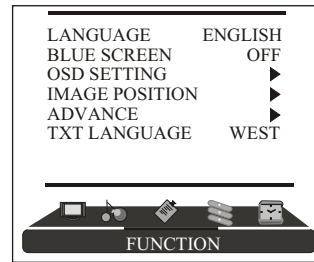 LANGUAGE ENGLISH
BLUE SCREEN OFF
OSD SETTING
IMAGE POSITION
ADVANCE
TXT LANGUAGE WEST
FUNCTION